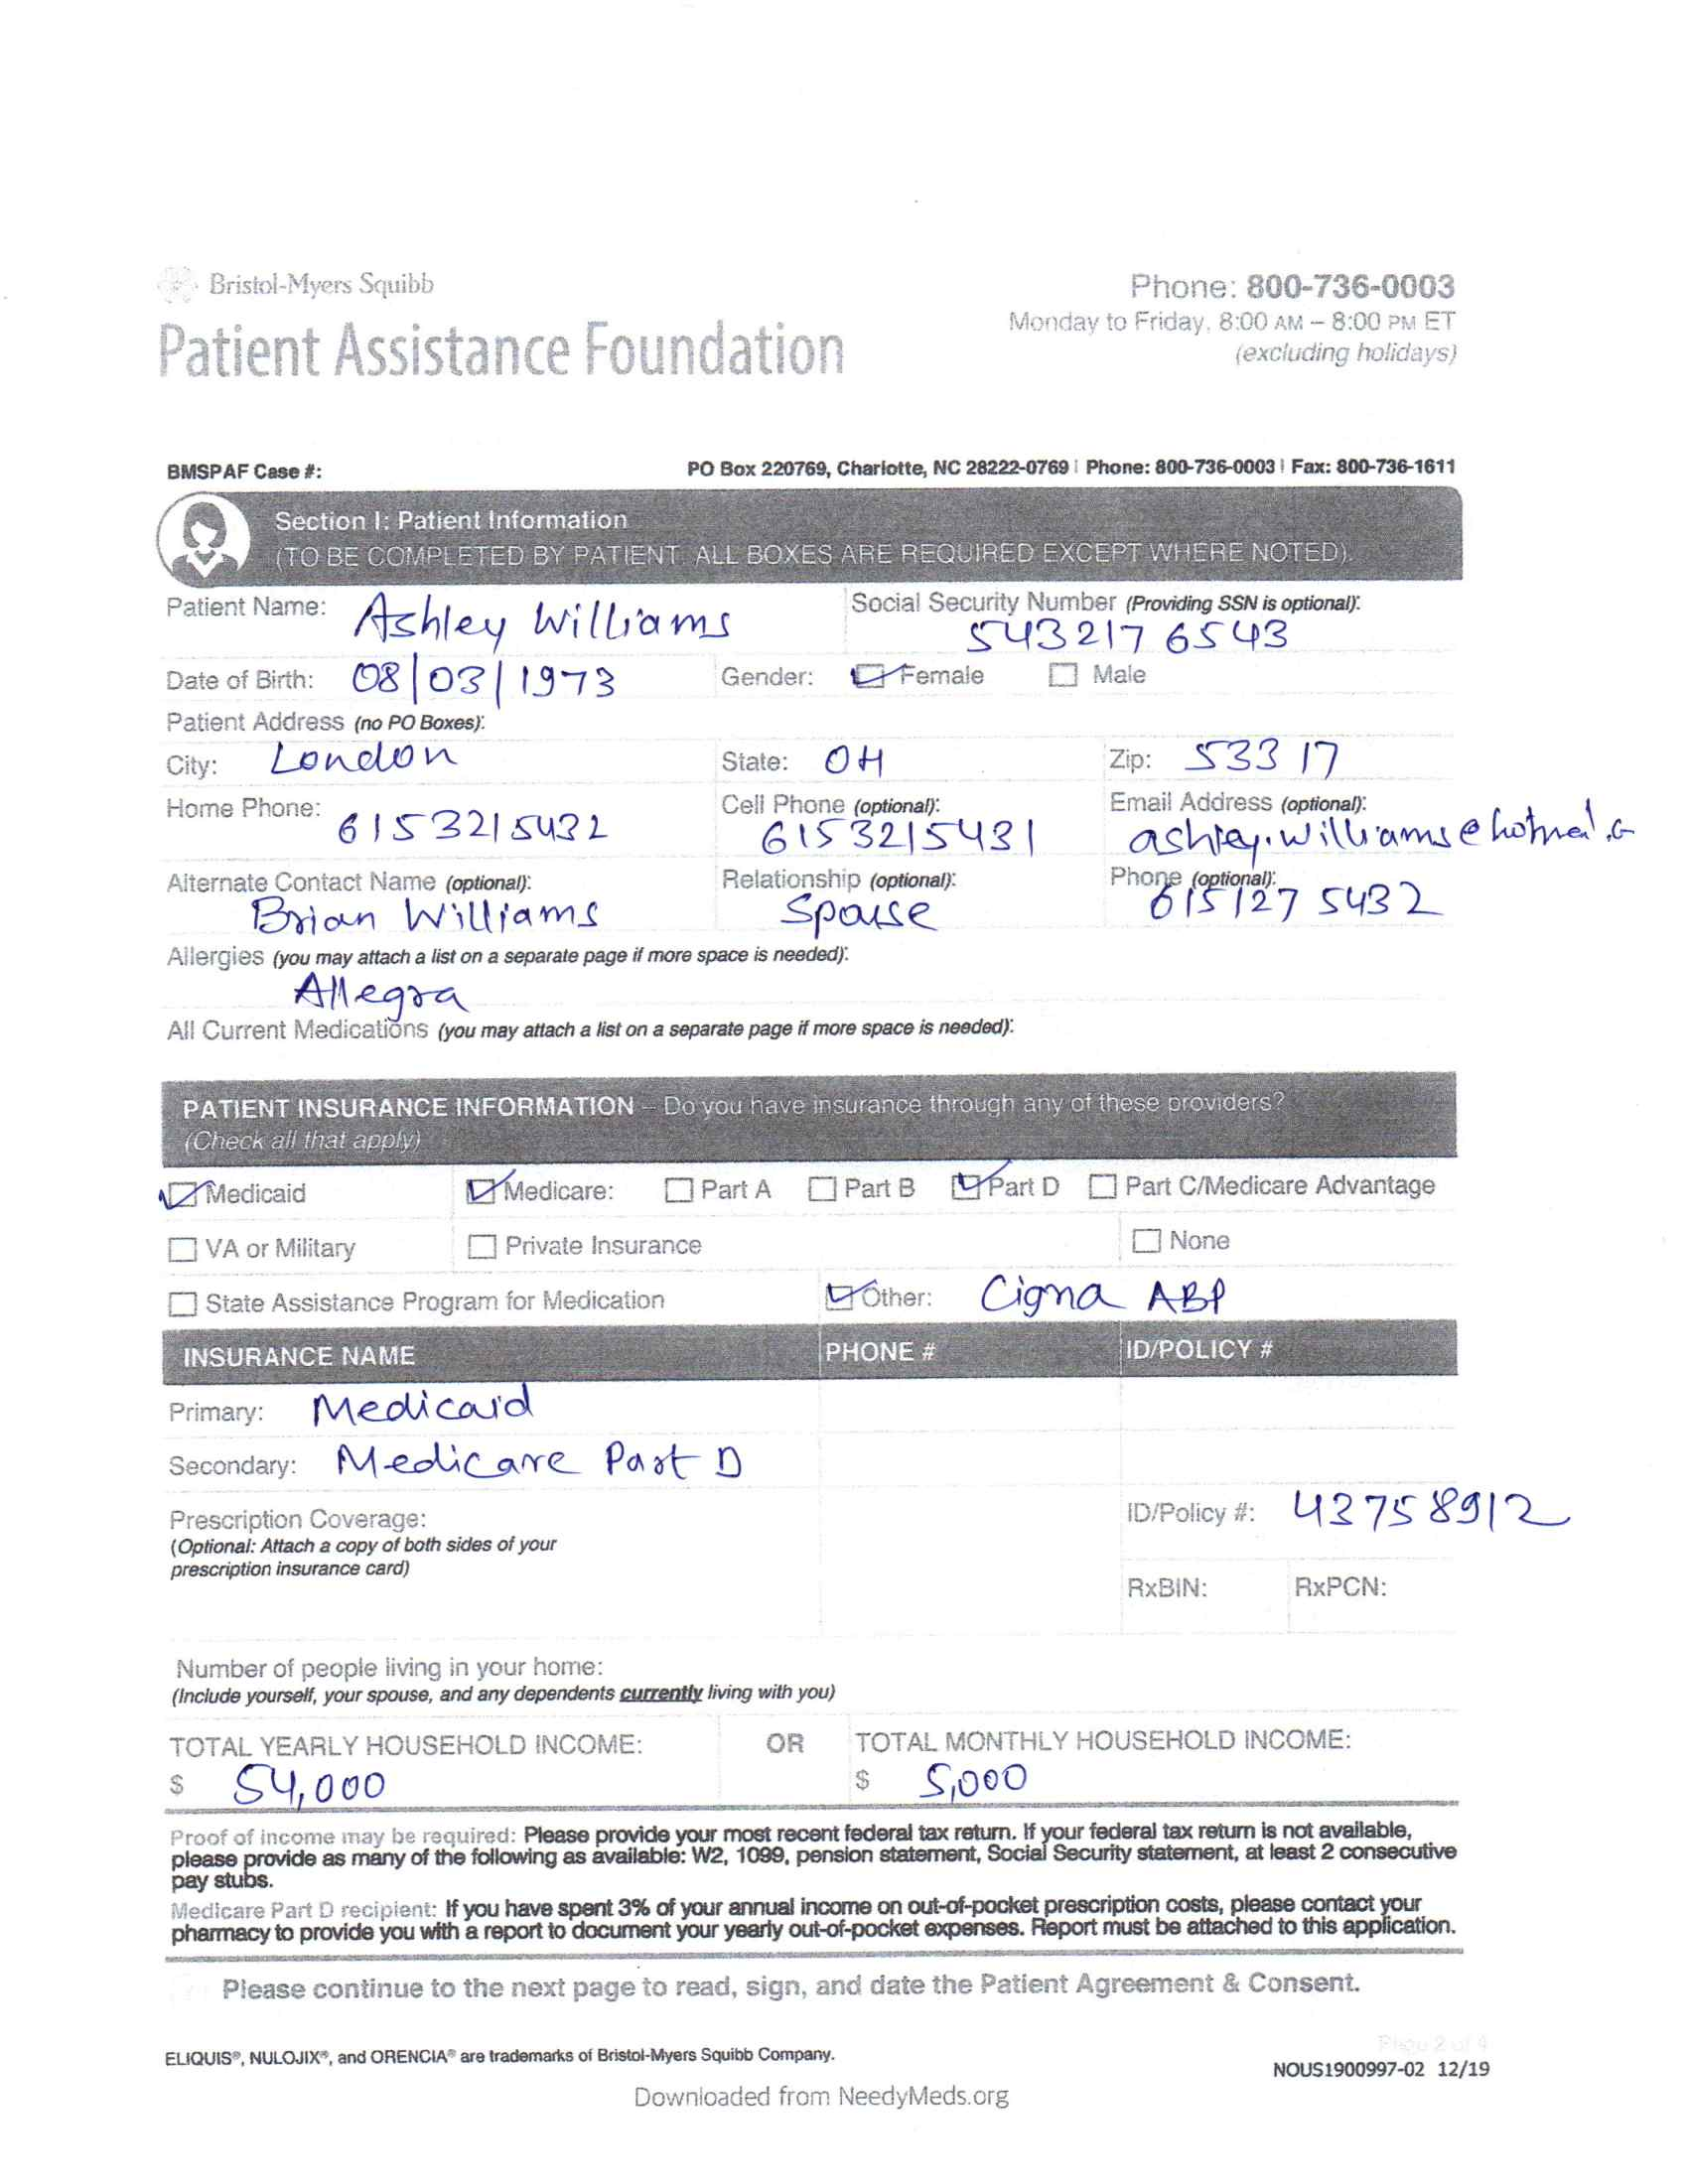 Bristol-Myers Squibb
Patient Assistance Foundation
Phone: 800-736-0003
Monday to Friday, 8:00 AM – 8:00 PM ET
(excluding holidays)
BMSPAF Case #:
PO Box 220769, Charlotte, NC 28222-0769 | Phone: 800-736-0003 | Fax: 800-736-1611
Section I: Patient Information
(TO BE COMPLETED BY PATIENT. ALL BOXES ARE REQUIRED EXCEPT WHERE NOTED).
Patient Name: Ashley Williams
Social Security Number (Providing SSN is optional):
5432176543
Date of Birth: 08/03/1973 Gender: Female Male
Patient Address (no PO Boxes):
City: London State: OH Zip: 53317
Home Phone: 6153215432
Cell Phone (optional): 6153215431
Email Address (optional): ashley.williams@hotmail
Alternate Contact Name (optional): Brian Williams
Relationship (optional): Spouse
Phone (optional): 6151275432
Allergies (you may attach a list on a separate page if more space is needed):
Allegra
All Current Medications (you may attach a list on a separate page if more space is needed):
PATIENT INSURANCE INFORMATION – Do you have insurance through any of these providers?
(Check all that apply)
Medicaid Medicare: Part A Part B Part D Part C/Medicare Advantage
VA or Military Private Insurance None
State Assistance Program for Medication Other: Cigna ABP
INSURANCE NAME PHONE # ID/POLICY #
Primary: Medicaid
Secondary: Medicare Part D
Prescription Coverage: ID/Policy #: 43758912
(Optional: Attach a copy of both sides of your
prescription insurance card)
RxBIN: RxPCN:
Number of people living in your home:
(Include yourself, your spouse, and any dependents currently living with you)
TOTAL YEARLY HOUSEHOLD INCOME: OR TOTAL MONTHLY HOUSEHOLD INCOME:
$ 54,000 $ 5,000
Proof of income may be required: Please provide your most recent federal tax return. If your federal tax return is not available,
please provide as many of the following as available: W2, 1099, pension statement, Social Security statement, at least 2 consecutive
pay stubs.
Medicare Part D recipient: If you have spent 3% of your annual income on out-of-pocket prescription costs, please contact your
pharmacy to provide you with a report to document your yearly out-of-pocket expenses. Report must be attached to this application.
Please continue to the next page to read, sign, and date the Patient Agreement & Consent.
Page 2 of 4
ELIQUIS®, NULOJIX®, and ORENCIA® are trademarks of Bristol-Myers Squibb Company.
NOUS1900997-02 12/19
Downloaded from NeedyMeds.org